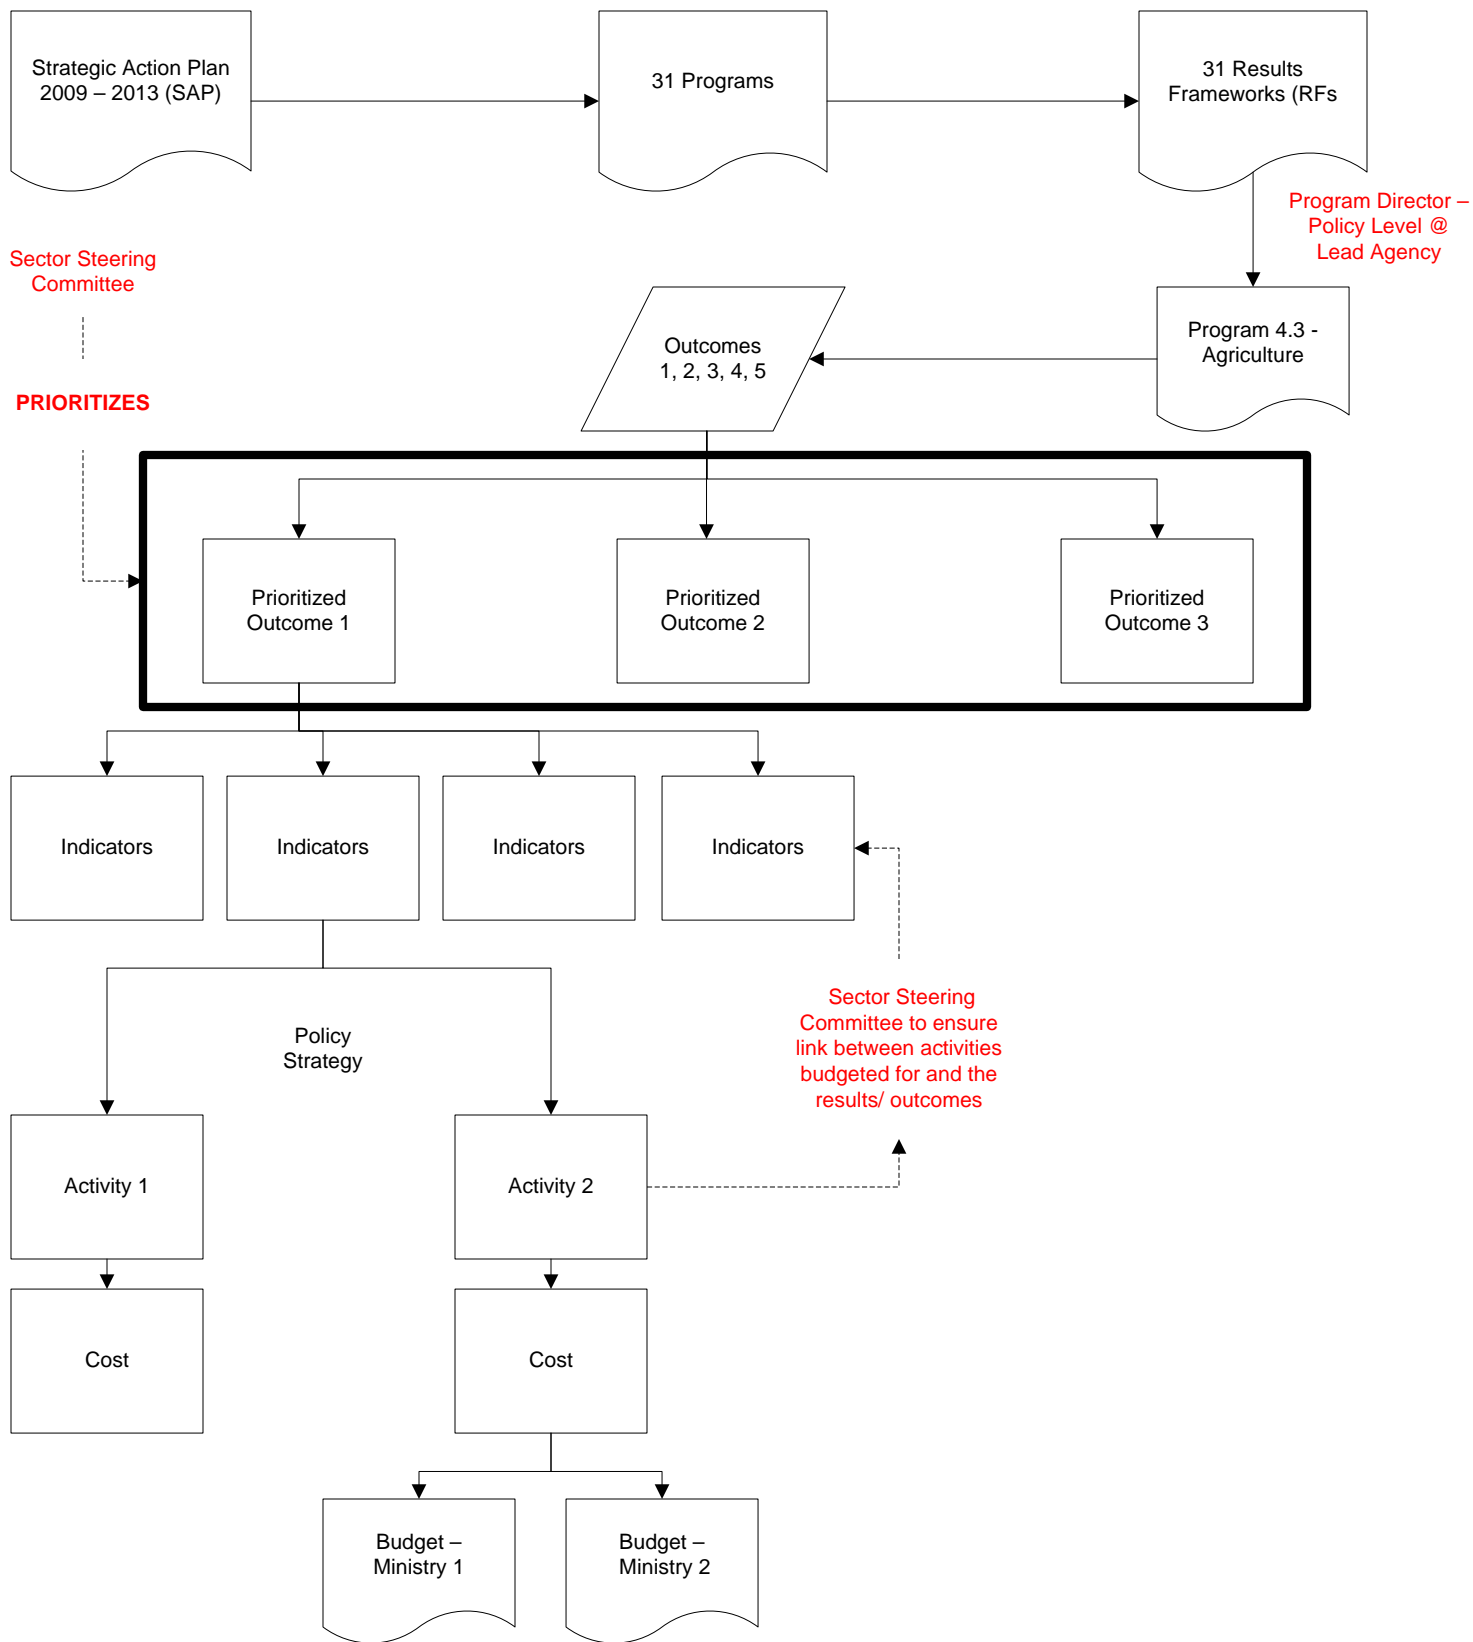 Strategic Action Plan
2009 – 2013 (SAP)
31 Programs
31 Results
Frameworks (RFs
Program Director –
Policy Level @
Lead Agency
Sector Steering
Committee
PRIORITIZES
Outcomes
1, 2, 3, 4, 5
Program 4.3 -
Agriculture
Prioritized
Outcome 1
Prioritized
Outcome 2
Prioritized
Outcome 3
Indicators
Indicators
Indicators
Indicators
Policy
Strategy
Sector Steering
Committee to ensure
link between activities
budgeted for and the
results/ outcomes
Activity 1
Activity 2
Cost
Cost
Budget –
Ministry 1
Budget –
Ministry 2